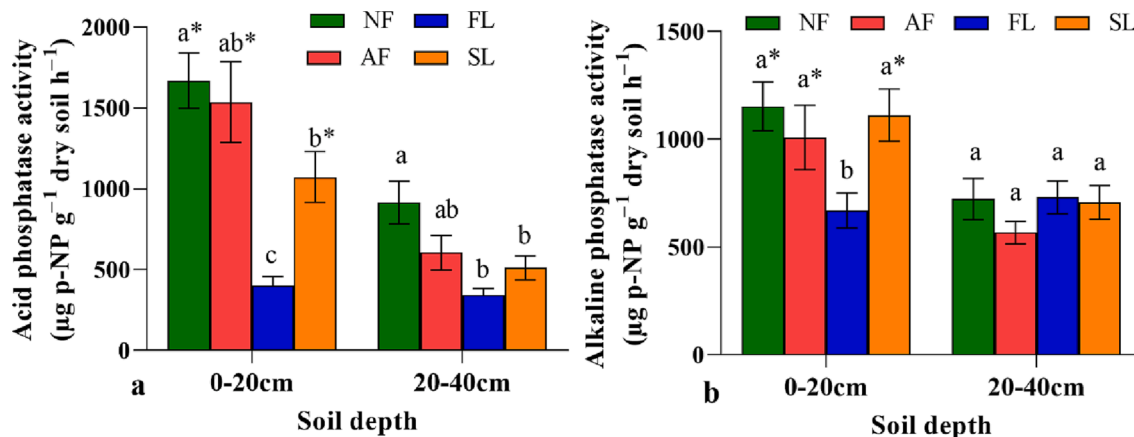 Acid phosphatase activity
(μg p-NP g⁻¹ dry soil h⁻¹)
2000
1500
1000
500
0
NF
FL
AF
SL
a*
ab*
c
b*
a
ab
b
b
0-20cm
20-40cm
a
Soil depth
Alkaline phosphatase activity
(μg p-NP g⁻¹ dry soil h⁻¹)
1500
1000
500
0
NF
AF
FL
SL
a*
a*
b
a*
a
a
a
a
0-20cm
20-40cm
b
Soil depth